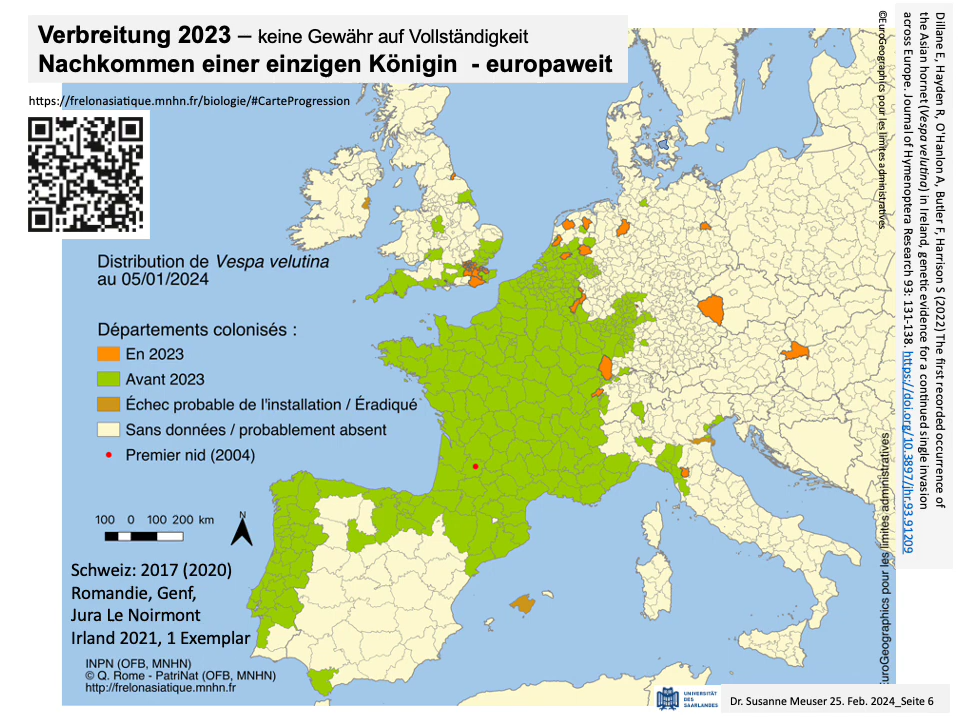 Verbreitung 2023 – keine Gewähr auf Vollständigkeit
Nachkommen einer einzigen Königin - europaweit
https://frelonasiatique.mnhn.fr/biologie/#CarteProgression
Distribution de Vespa velutina
au 05/01/2024
Départements colonisés :
En 2023
Avant 2023
Échec probable de l'installation / Éradiqué
Sans données / probablement absent
Premier nid (2004)
100 0 100 200 km
N
Schweiz: 2017 (2020)
Romandie, Genf,
Jura Le Noirmont
Irland 2021, 1 Exemplar
INPN (OFB, MNHN)
© Q. Rome - PatriNat (OFB, MNHN)
http://frelonasiatique.mnhn.fr
©EuroGeographics pour les limites administratives
Dillane E, Hayden R, O'Hanlon A, Butler F, Harrison S (2022) The first recorded occurrence of
the Asian hornet (Vespa velutina) in Ireland, genetic evidence for a continued single invasion
across Europe. Journal of Hymenoptera Research 93: 131-138. https://doi.org/10.3897/jhr.93.91209
EuroGeographics pour les limites administratives
UNIVERSITÄT
DES
SAARLANDES
Dr. Susanne Meuser 25. Feb. 2024_Seite 6